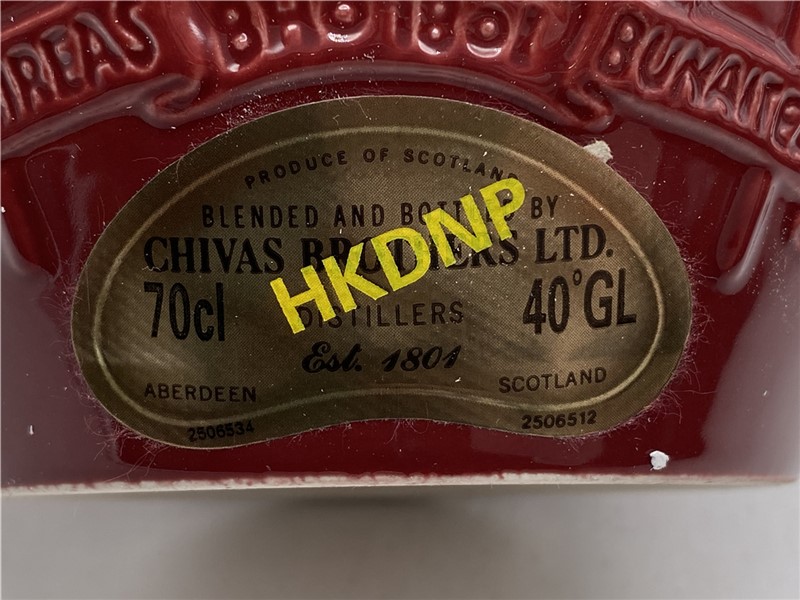 BUNAITE
PRODUCE OF SCOTLAND
BLENDED AND BOTTLED BY
CHIVAS BROTHERS LTD.
HKDNP
70cl
DISTILLERS
40°GL
Est. 1801
ABERDEEN
SCOTLAND
2506534
2506512